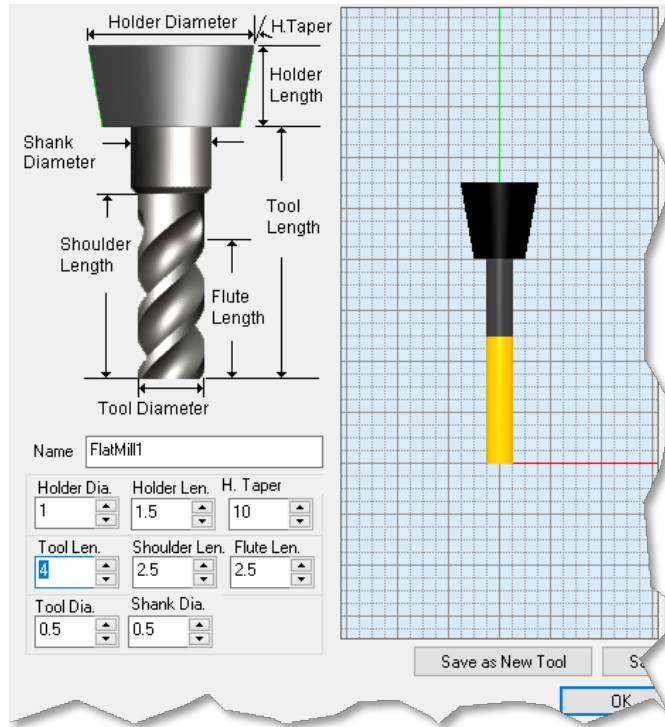 Holder Diameter
H.Taper
Holder
Length
Shank
Diameter
Tool
Length
Shoulder
Length
Flute
Length
Tool Diameter
Name FlatMill1
Holder Dia. Holder Len. H. Taper
1 1.5 10
Tool Len. Shoulder Len. Flute Len.
4 2.5 2.5
Tool Dia. Shank Dia.
0.5 0.5
Save as New Tool
OK